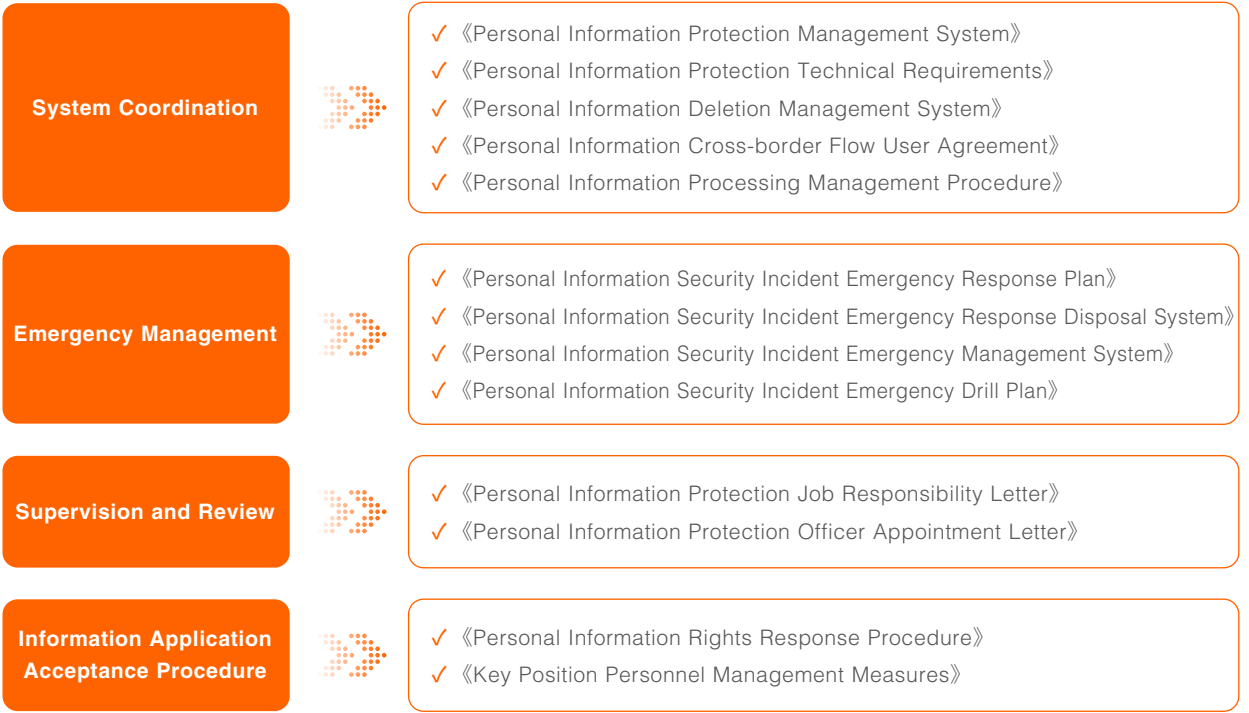 System Coordination
✓ 《Personal Information Protection Management System》
✓ 《Personal Information Protection Technical Requirements》
✓ 《Personal Information Deletion Management System》
✓ 《Personal Information Cross-border Flow User Agreement》
✓ 《Personal Information Processing Management Procedure》
Emergency Management
✓ 《Personal Information Security Incident Emergency Response Plan》
✓ 《Personal Information Security Incident Emergency Response Disposal System》
✓ 《Personal Information Security Incident Emergency Management System》
✓ 《Personal Information Security Incident Emergency Drill Plan》
Supervision and Review
✓ 《Personal Information Protection Job Responsibility Letter》
✓ 《Personal Information Protection Officer Appointment Letter》
Information Application
Acceptance Procedure
✓ 《Personal Information Rights Response Procedure》
✓ 《Key Position Personnel Management Measures》